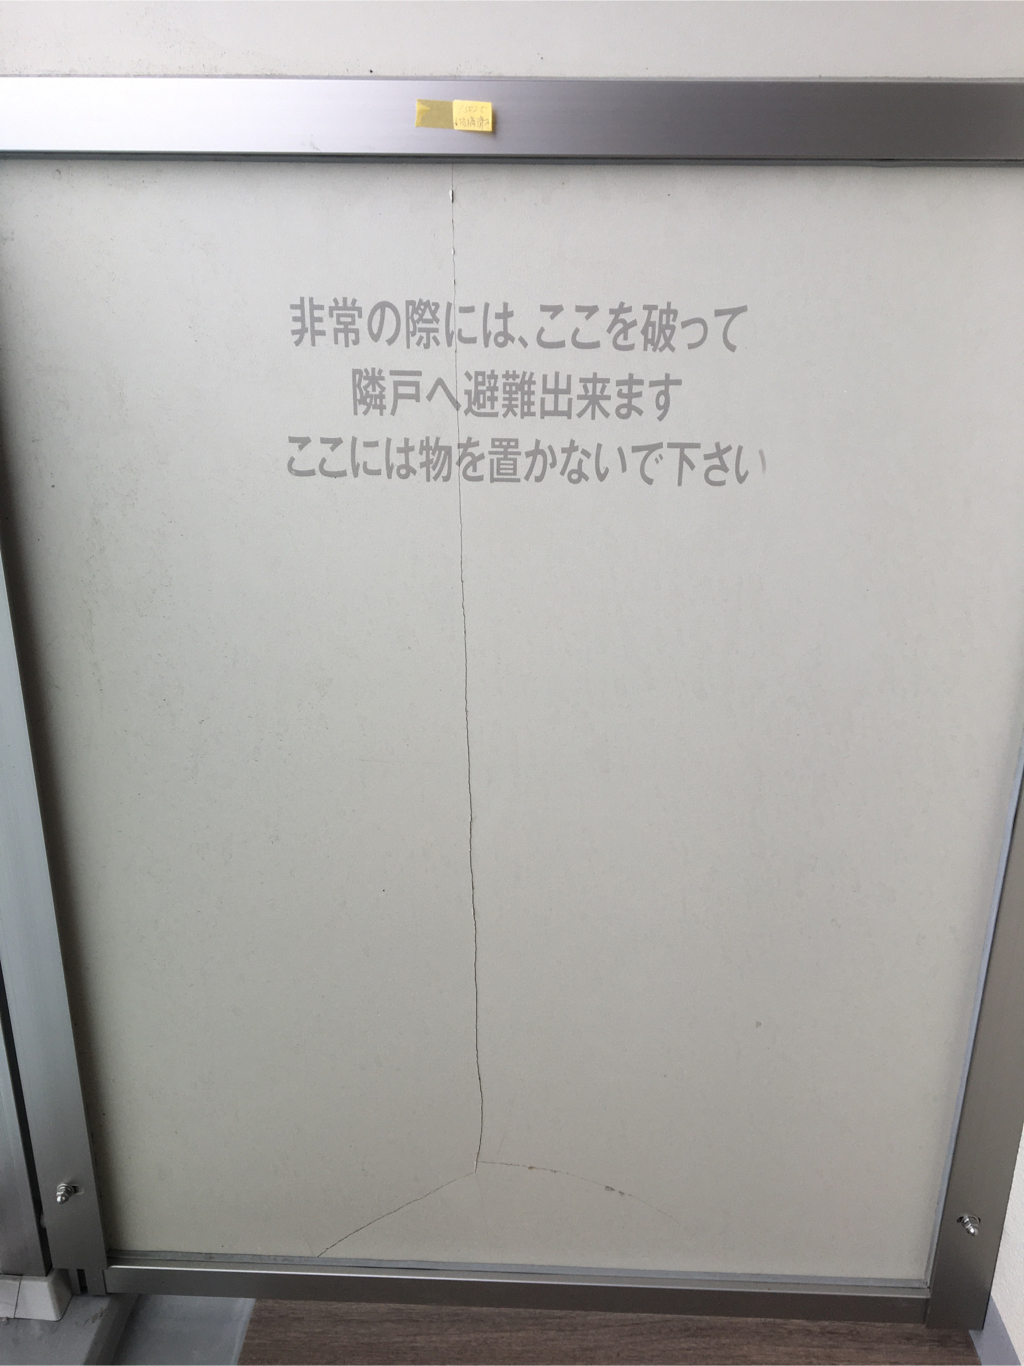 非常の際には、ここを破って
隣戸へ避難出来ます
ここには物を置かないで下さい